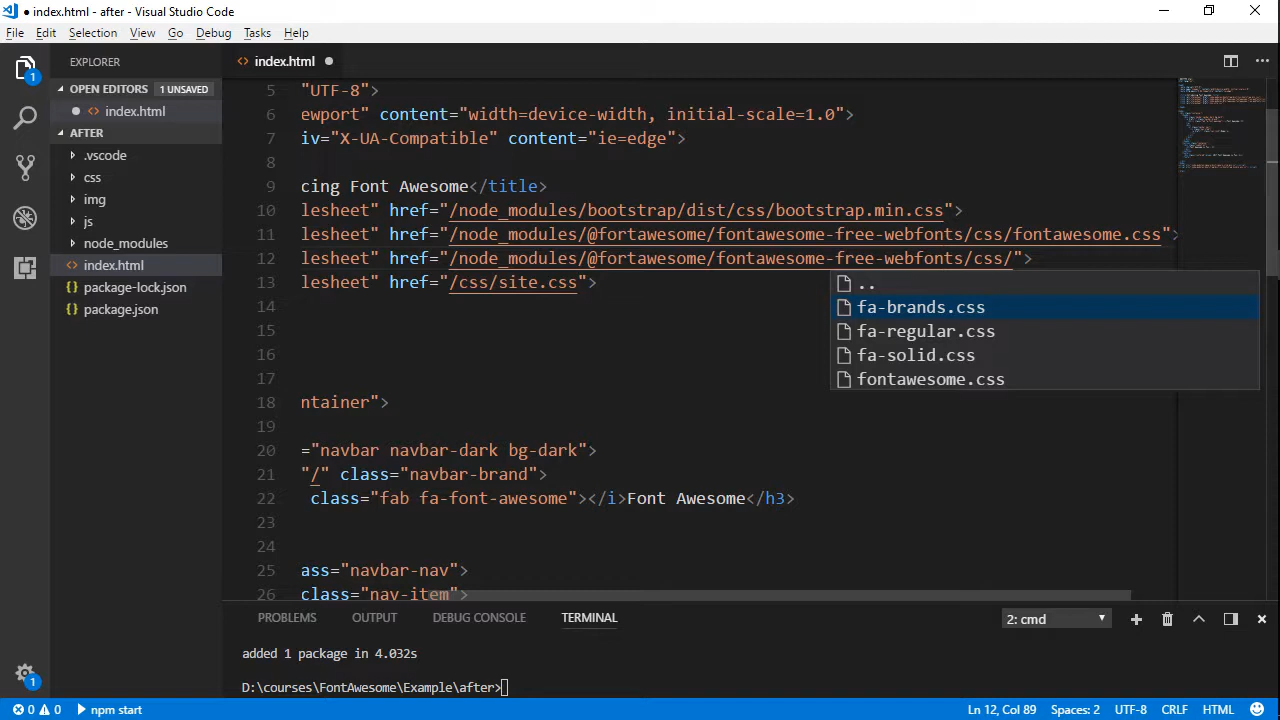 ● index.html - after - Visual Studio Code
File Edit Selection View Go Debug Tasks Help
EXPLORER
index.html ●
OPEN EDITORS 1 UNSAVED
● index.html
AFTER
.vscode
css
img
js
node_modules
index.html
package-lock.json
package.json
1
1
5 "UTF-8">
6 ewport" content="width=device-width, initial-scale=1.0">
7 iv="X-UA-Compatible" content="ie=edge">
8
9 cing Font Awesome</title>
10 lesheet" href="/node_modules/bootstrap/dist/css/bootstrap.min.css">
11 lesheet" href="/node_modules/@fortawesome/fontawesome-free-webfonts/css/fontawesome.css">
12 lesheet" href="/node_modules/@fortawesome/fontawesome-free-webfonts/css/">
13 lesheet" href="/css/site.css">
14
15
16
17
18 ntainer">
19
20 ="navbar navbar-dark bg-dark">
21 "/" class="navbar-brand">
22 class="fab fa-font-awesome"></i>Font Awesome</h3>
23
24
25 ass="navbar-nav">
26 class="nav-item">
..
fa-brands.css
fa-regular.css
fa-solid.css
fontawesome.css
PROBLEMS OUTPUT DEBUG CONSOLE TERMINAL 2: cmd
added 1 package in 4.032s
D:\courses\FontAwesome\Example\after>
0 0 npm start Ln 12, Col 89 Spaces: 2 UTF-8 CRLF HTML